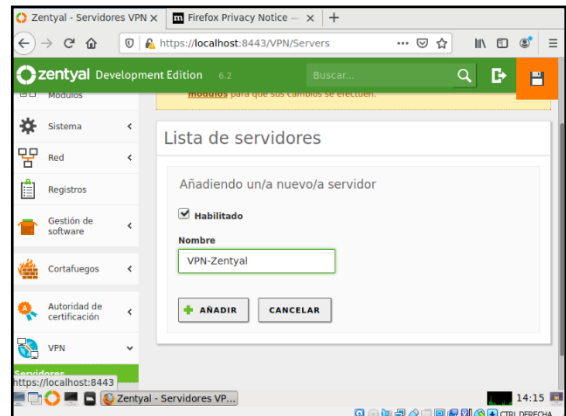 Zentyal - Servidores VPN
Firefox Privacy Notice —
https://localhost:8443/VPN/Servers
zentyal Development Edition 6.2
Buscar...
Módulos
módulos para que sus cambios se efectúen.
Sistema
Lista de servidores
Red
Añadiendo un/a nuevo/a servidor
Registros
Habilitado
Gestión de
software
Nombre
VPN-Zentyal
Cortafuegos
AÑADIR
CANCELAR
Autoridad de
certificación
VPN
Servidores
https://localhost:8443
Zentyal - Servidores VP...
14:15
CTRL DERECHA